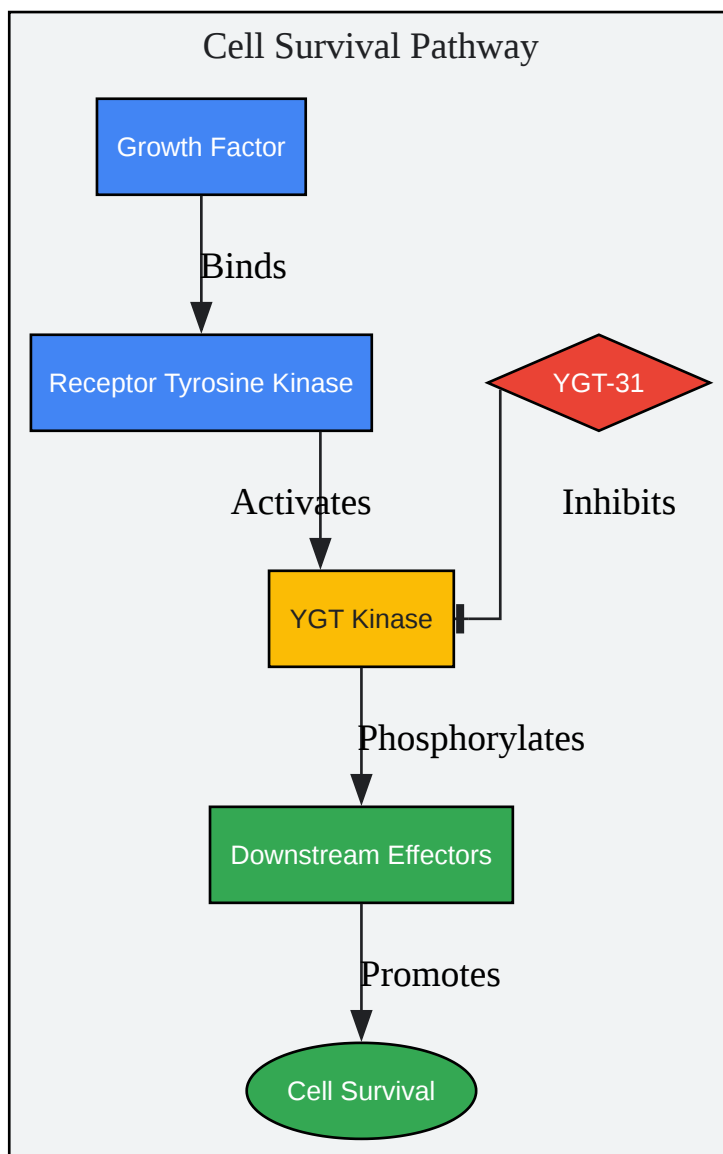 Cell Survival Pathway
Growth Factor
Binds
Receptor Tyrosine Kinase
YGT-31
Activates
Inhibits
YGT Kinase
Phosphorylates
Downstream Effectors
Promotes
Cell Survival